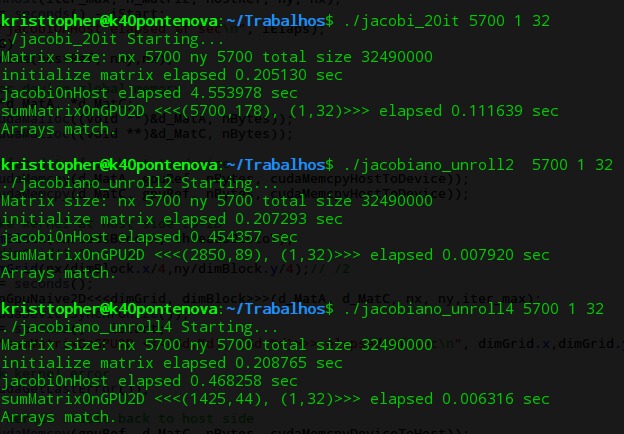 kristtopher@k40pontenova:~/Trabalhos$ ./jacobi_20it 5700 1 32
./jacobi_20it Starting...
Matrix size: nx 5700 ny 5700 total size 32490000
initialize matrix elapsed 0.205130 sec
jacobiOnHost elapsed 4.553978 sec
sumMatrixOnGPU2D <<<(5700,178), (1,32)>>> elapsed 0.111639 sec
Arrays match.
kristtopher@k40pontenova:~/Trabalhos$ ./jacobiano_unroll2  5700 1 32
./jacobiano_unroll2 Starting...
Matrix size: nx 5700 ny 5700 total size 32490000
initialize matrix elapsed 0.207293 sec
jacobiOnHost elapsed 0.454357 sec
sumMatrixOnGPU2D <<<(2850,89), (1,32)>>> elapsed 0.007920 sec
Arrays match.
kristtopher@k40pontenova:~/Trabalhos$ ./jacobiano_unroll4 5700 1 32
./jacobiano_unroll4 Starting...
Matrix size: nx 5700 ny 5700 total size 32490000
initialize matrix elapsed 0.208765 sec
jacobiOnHost elapsed 0.468258 sec
sumMatrixOnGPU2D <<<(1425,44), (1,32)>>> elapsed 0.006316 sec
Arrays match.